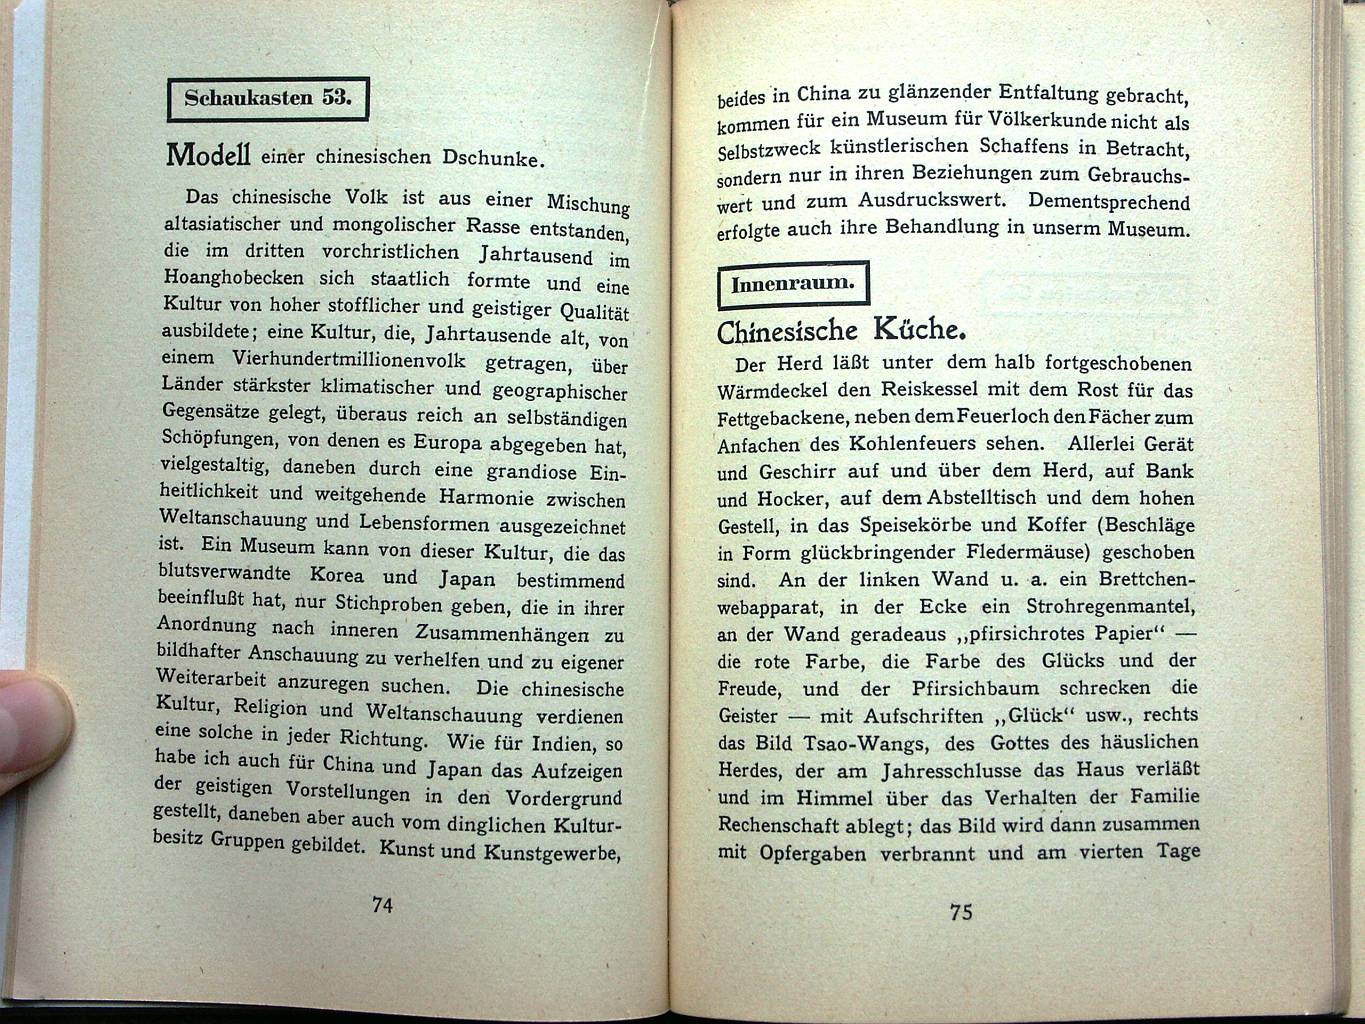 Schaukasten 53.
Modell einer chinesischen Dschunke.
Das chinesische Volk ist aus einer Mischung
altasiatischer und mongolischer Rasse entstanden,
die im dritten vorchristlichen Jahrtausend im
Hoanghobecken sich staatlich formte und eine
Kultur von hoher stofflicher und geistiger Qualität
ausbildete; eine Kultur, die, Jahrtausende alt, von
einem Vierhundertmillionenvolk getragen, über
Länder stärkster klimatischer und geographischer
Gegensätze gelegt, überaus reich an selbständigen
Schöpfungen, von denen es Europa abgegeben hat,
vielgestaltig, daneben durch eine grandiose Ein-
heitlichkeit und weitgehende Harmonie zwischen
Weltanschauung und Lebensformen ausgezeichnet
ist. Ein Museum kann von dieser Kultur, die das
blutsverwandte Korea und Japan bestimmend
beeinflußt hat, nur Stichproben geben, die in ihrer
Anordnung nach inneren Zusammenhängen zu
bildhafter Anschauung zu verhelfen und zu eigener
Weiterarbeit anzuregen suchen. Die chinesische
Kultur, Religion und Weltanschauung verdienen
eine solche in jeder Richtung. Wie für Indien, so
habe ich auch für China und Japan das Aufzeigen
der geistigen Vorstellungen in den Vordergrund
gestellt, daneben aber auch vom dinglichen Kultur-
besitz Gruppen gebildet. Kunst und Kunstgewerbe,
74
beides in China zu glänzender Entfaltung gebracht,
kommen für ein Museum für Völkerkunde nicht als
Selbstzweck künstlerischen Schaffens in Betracht,
sondern nur in ihren Beziehungen zum Gebrauchs-
wert und zum Ausdruckswert. Dementsprechend
erfolgte auch ihre Behandlung in unserm Museum.
Innenraum.
Chinesische Küche.
Der Herd läßt unter dem halb fortgeschobenen
Wärmdeckel den Reiskessel mit dem Rost für das
Fettgebackene, neben dem Feuerloch den Fächer zum
Anfachen des Kohlenfeuers sehen. Allerlei Gerät
und Geschirr auf und über dem Herd, auf Bank
und Hocker, auf dem Abstelltisch und dem hohen
Gestell, in das Speisekörbe und Koffer (Beschläge
in Form glückbringender Fledermäuse) geschoben
sind. An der linken Wand u. a. ein Brettchen-
webapparat, in der Ecke ein Strohregenmantel,
an der Wand geradeaus „pfirsichrotes Papier“ —
die rote Farbe, die Farbe des Glücks und der
Freude, und der Pfirsichbaum schrecken die
Geister — mit Aufschriften „Glück“ usw., rechts
das Bild Tsao-Wangs, des Gottes des häuslichen
Herdes, der am Jahresschlusse das Haus verläßt
und im Himmel über das Verhalten der Familie
Rechenschaft ablegt; das Bild wird dann zusammen
mit Opfergaben verbrannt und am vierten Tage
75